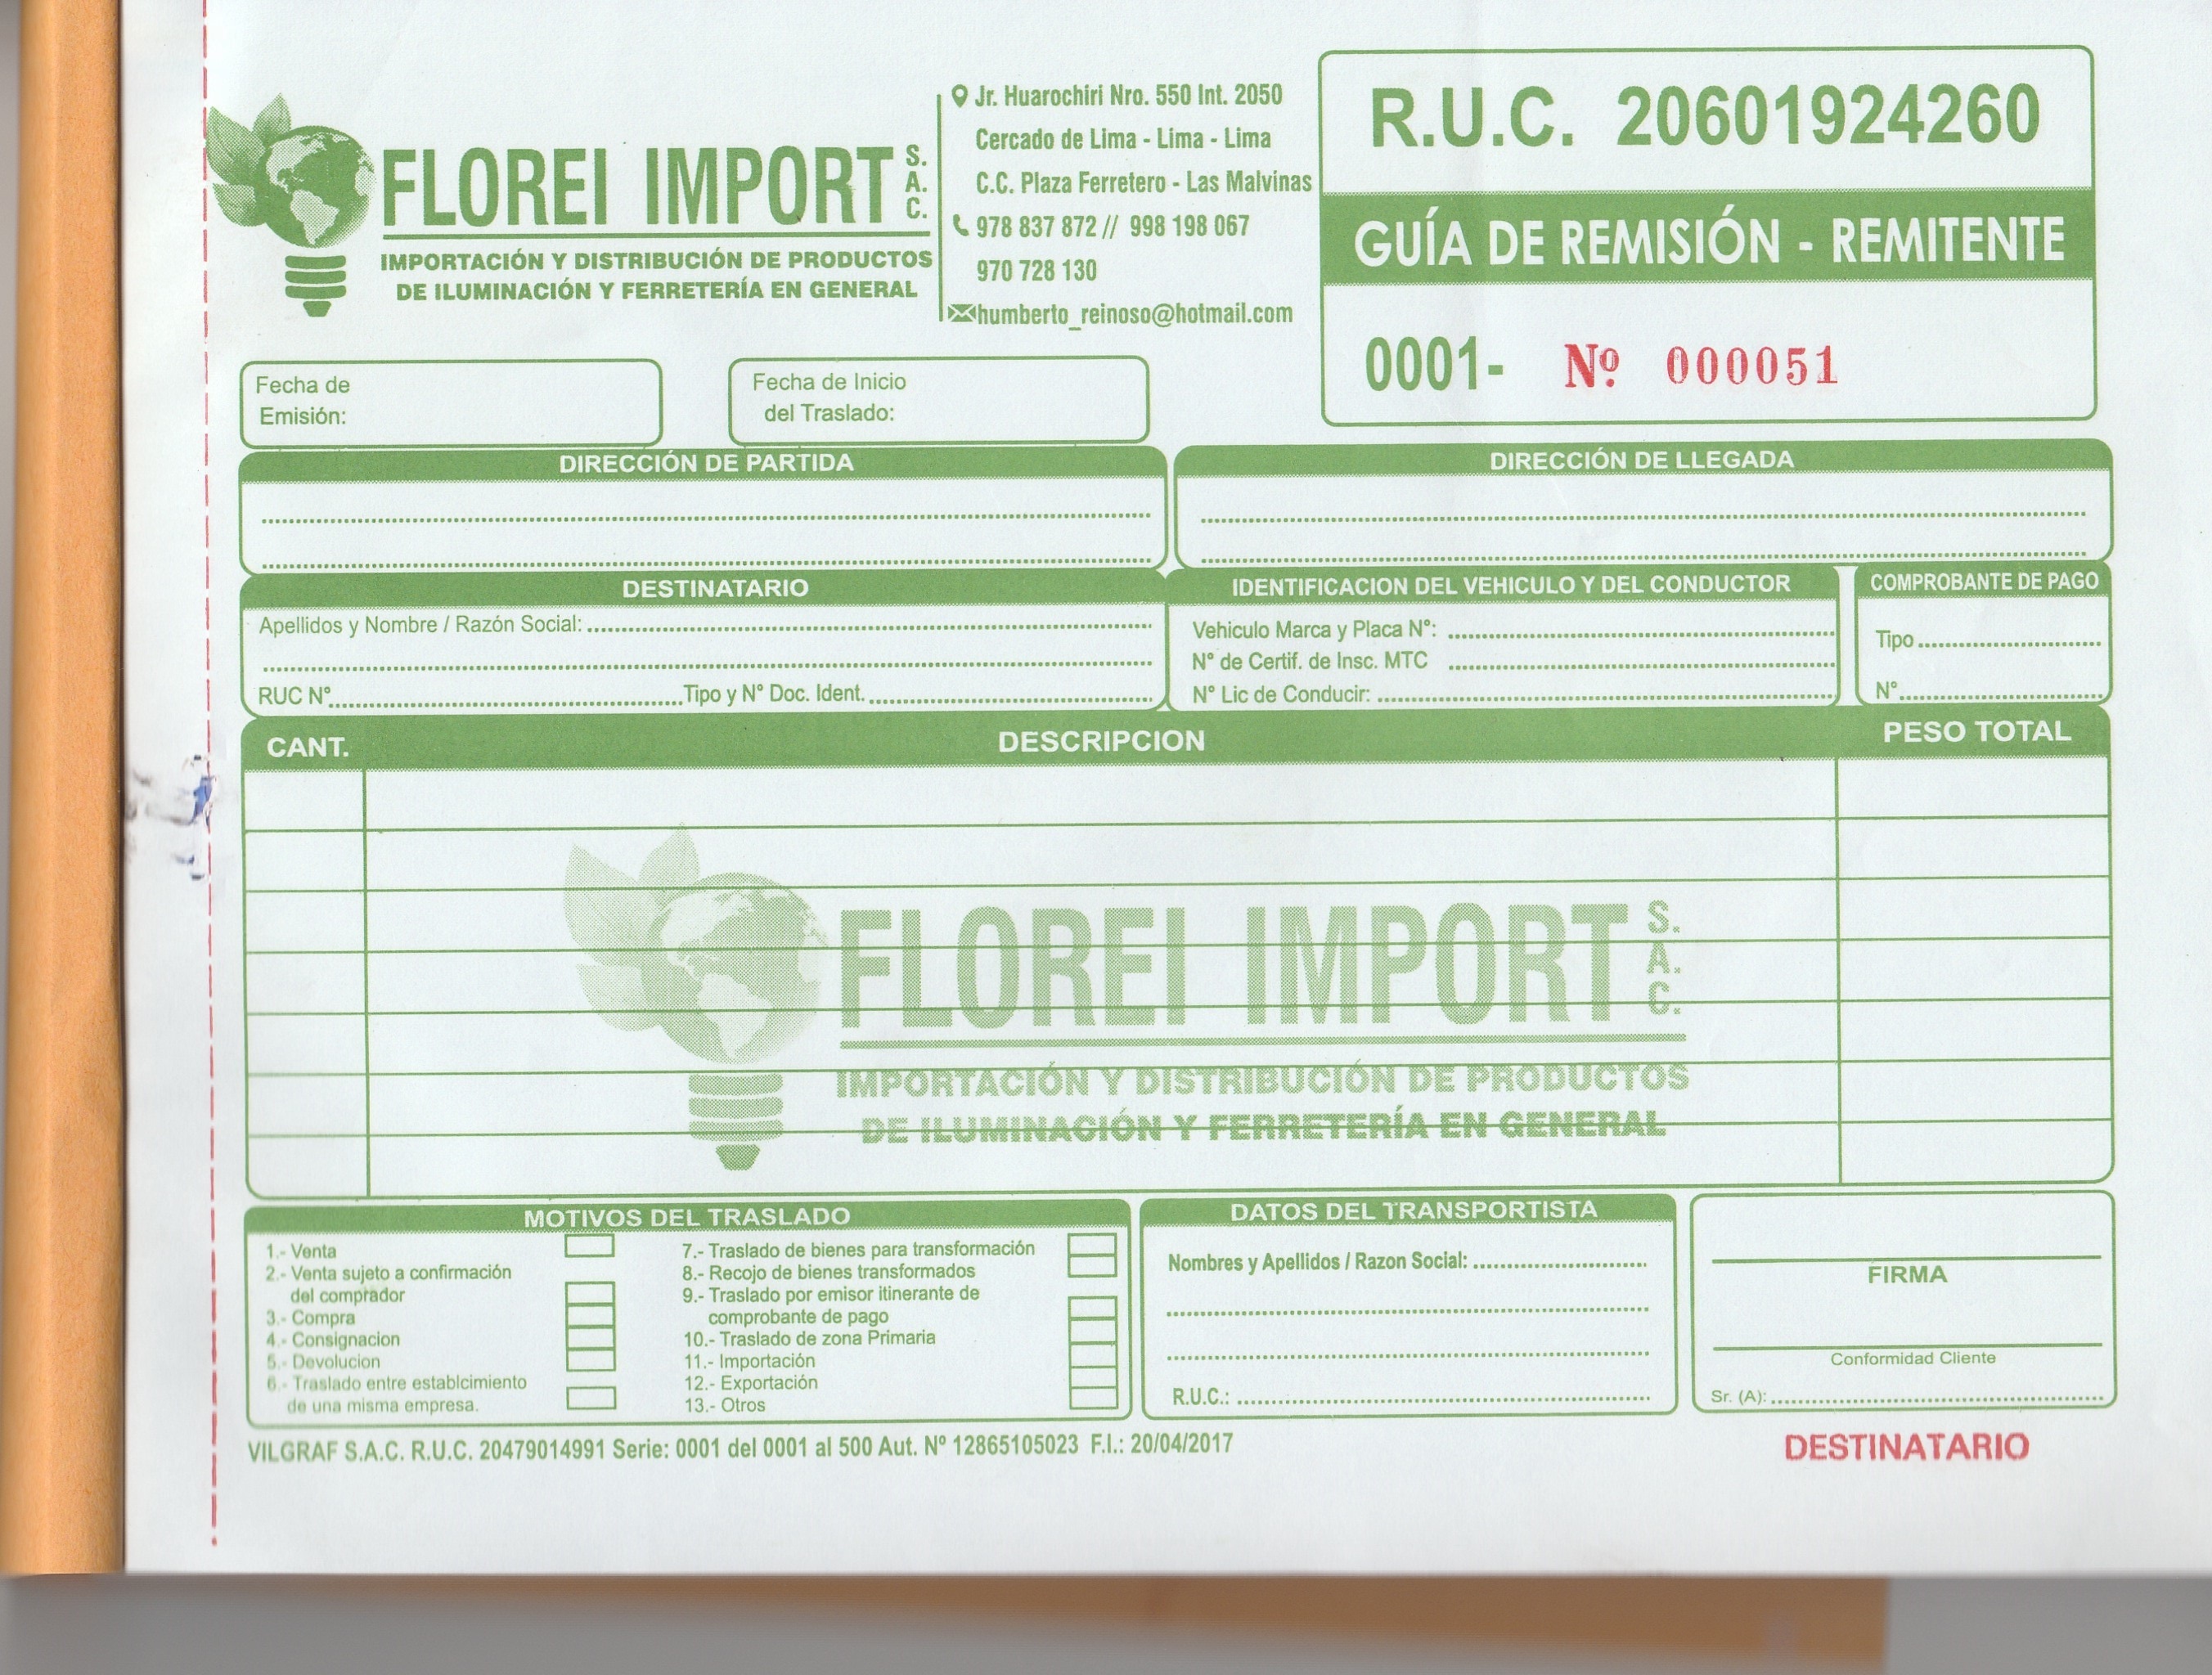 FLOREI IMPORT S.A.C.
IMPORTACIÓN Y DISTRIBUCIÓN DE PRODUCTOS
DE ILUMINACIÓN Y FERRETERÍA EN GENERAL
Jr. Huarochiri Nro. 550 Int. 2050
Cercado de Lima - Lima - Lima
C.C. Plaza Ferretero - Las Malvinas
978 837 872 // 998 198 067
970 728 130
humberto_reinoso@hotmail.com
R.U.C. 20601924260
GUÍA DE REMISIÓN - REMITENTE
0001- Nº 000051
Fecha de
Emisión:
Fecha de Inicio
del Traslado:
DIRECCIÓN DE PARTIDA
DIRECCIÓN DE LLEGADA
DESTINATARIO
Apellidos y Nombre / Razón Social:
RUC N° Tipo y N° Doc. Ident.
IDENTIFICACION DEL VEHICULO Y DEL CONDUCTOR
Vehiculo Marca y Placa N°:
N° de Certif. de Insc. MTC
N° Lic de Conducir:
COMPROBANTE DE PAGO
Tipo
N°
CANT. DESCRIPCION PESO TOTAL
FLOREI IMPORT S.A.C.
IMPORTACIÓN Y DISTRIBUCIÓN DE PRODUCTOS
DE ILUMINACIÓN Y FERRETERÍA EN GENERAL
MOTIVOS DEL TRASLADO
1.- Venta
2.- Venta sujeto a confirmación
del comprador
3.- Compra
4.- Consignacion
5.- Devolucion
6.- Traslado entre establcimiento
de una misma empresa.
7.- Traslado de bienes para transformación
8.- Recojo de bienes transformados
9.- Traslado por emisor itinerante de
comprobante de pago
10.- Traslado de zona Primaria
11.- Importación
12.- Exportación
13.- Otros
DATOS DEL TRANSPORTISTA
Nombres y Apellidos / Razon Social:
R.U.C.:
FIRMA
Conformidad Cliente
Sr. (A):
VILGRAF S.A.C. R.U.C. 20479014991 Serie: 0001 del 0001 al 500 Aut. Nº 12865105023 F.I.: 20/04/2017
DESTINATARIO